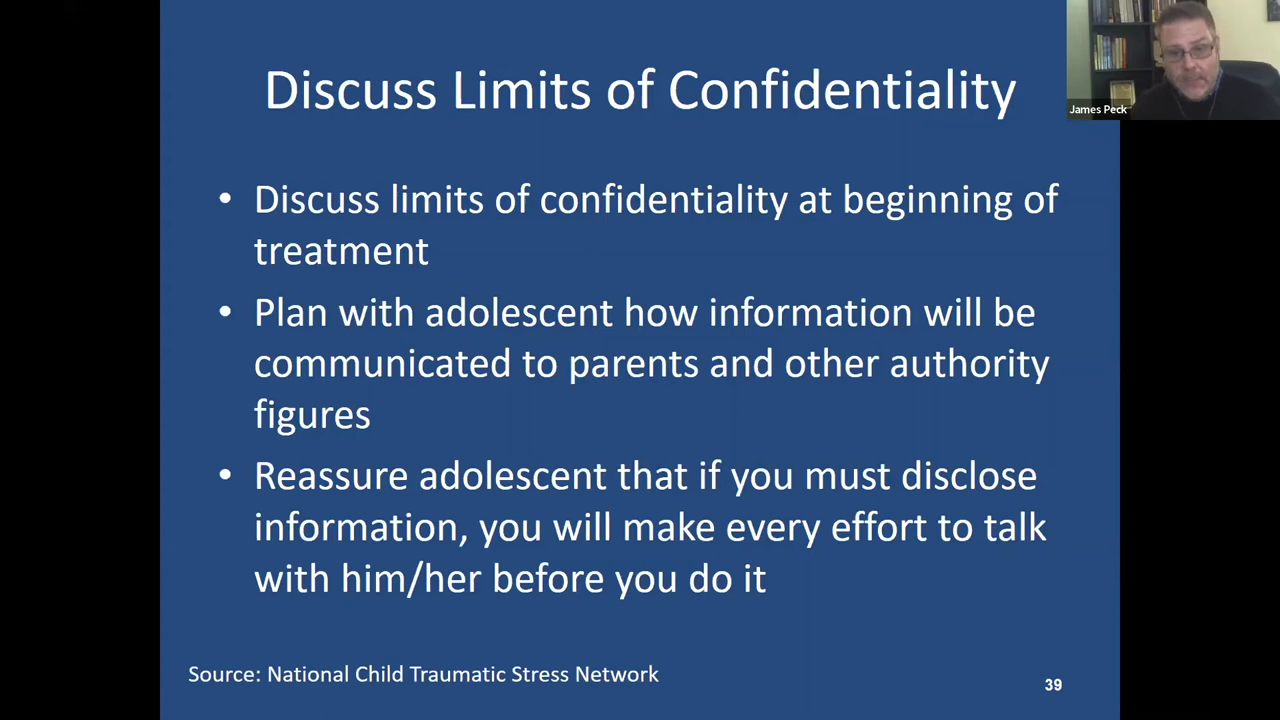 Discuss Limits of Confidentiality
James Peck
• Discuss limits of confidentiality at beginning of
treatment
• Plan with adolescent how information will be
communicated to parents and other authority
figures
• Reassure adolescent that if you must disclose
information, you will make every effort to talk
with him/her before you do it
Source: National Child Traumatic Stress Network
39